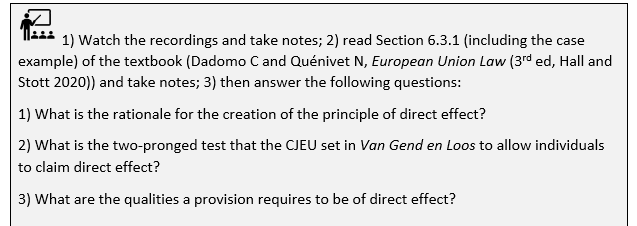 1) Watch the recordings and take notes; 2) read Section 6.3.1 (including the case
example) of the textbook (Dadomo C and Quénivet N, European Union Law (3rd ed, Hall and
Stott 2020)) and take notes; 3) then answer the following questions:
1) What is the rationale for the creation of the principle of direct effect?
2) What is the two-pronged test that the CJEU set in Van Gend en Loos to allow individuals
to claim direct effect?
3) What are the qualities a provision requires to be of direct effect?